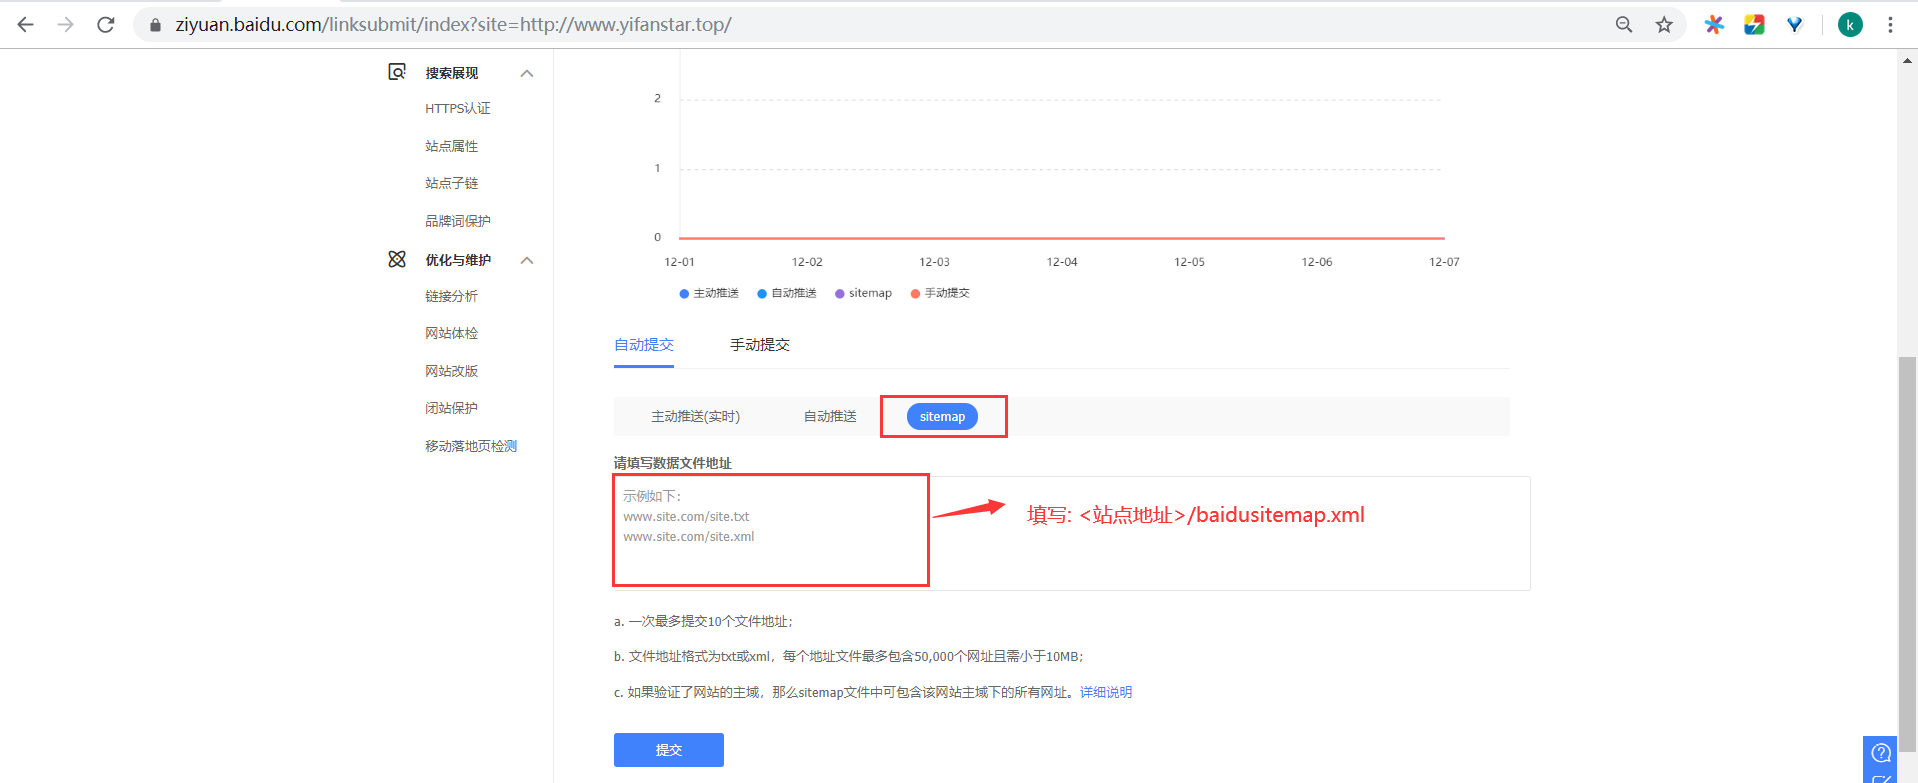 ziyuan.baidu.com/linksubmit/index?site=http://www.yifanstar.top/
k
搜索展现
HTTPS认证
站点属性
站点子链
品牌词保护
优化与维护
链接分析
网站体检
网站改版
闭站保护
移动落地页检测
2
1
0
12-01 12-02 12-03 12-04 12-05 12-06 12-07
主动推送 自动推送 sitemap 手动提交
自动提交 手动提交
主动推送(实时) 自动推送 sitemap
请填写数据文件地址
示例如下：
www.site.com/site.txt
www.site.com/site.xml
填写: <站点地址>/baidusitemap.xml
a. 一次最多提交10个文件地址；
b. 文件地址格式为txt或xml，每个地址文件最多包含50,000个网址且需小于10MB；
c. 如果验证了网站的主域，那么sitemap文件中可包含该网站主域下的所有网址。详细说明
提交